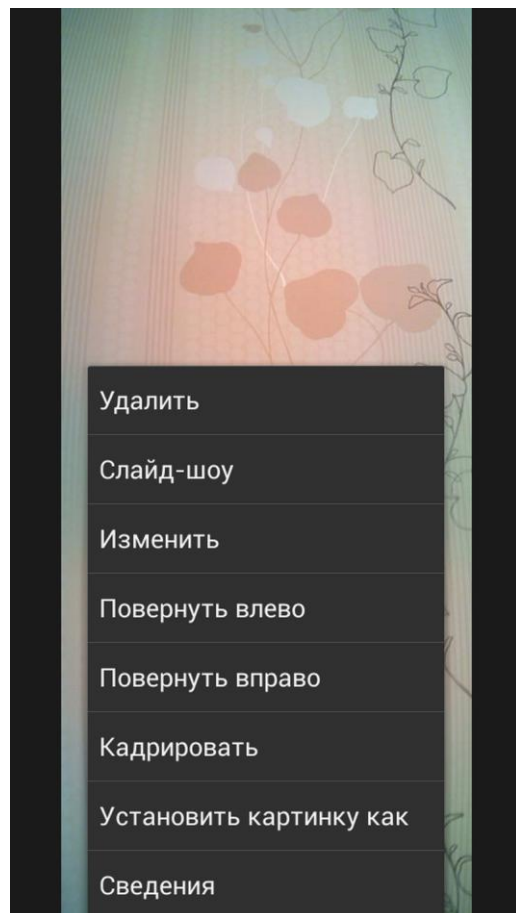 Удалить
Слайд-шоу
Изменить
Повернуть влево
Повернуть вправо
Кадрировать
Установить картинку как
Сведения